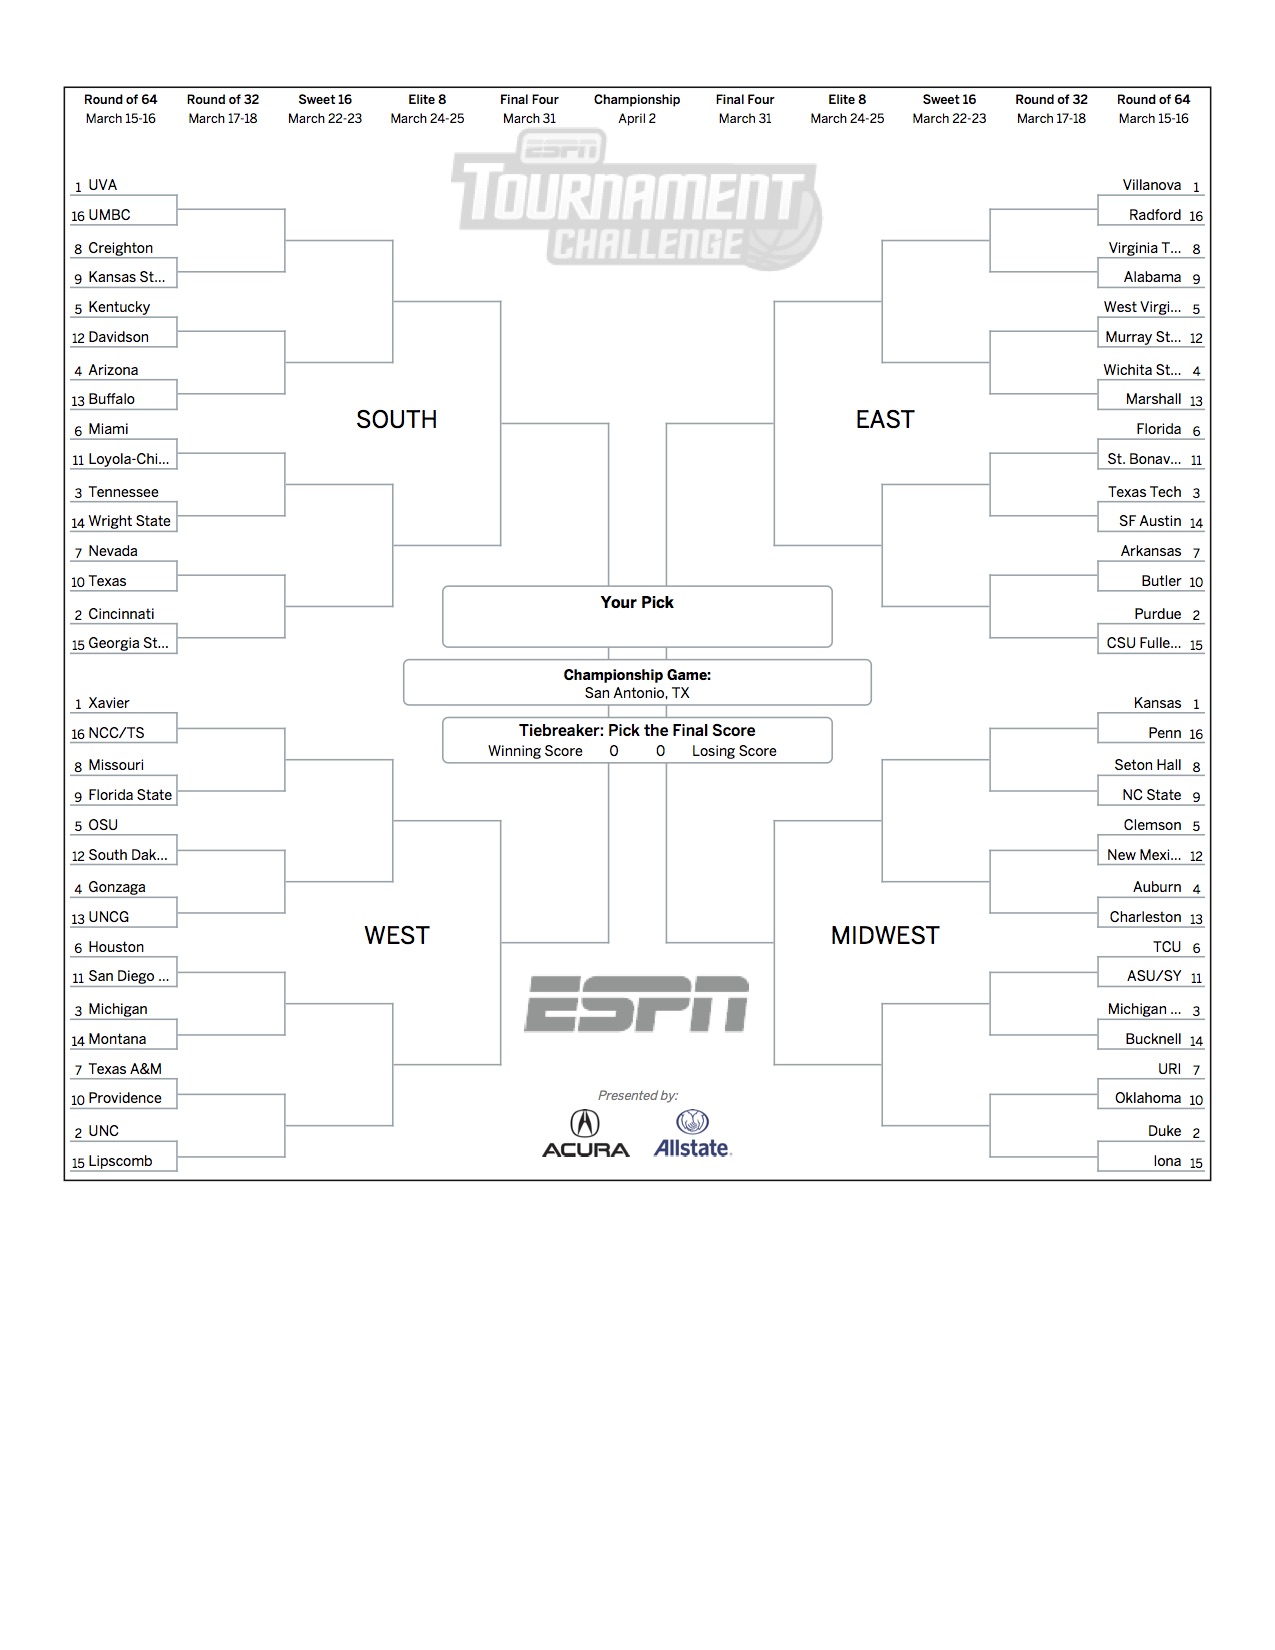 Round of 64 Round of 32 Sweet 16 Elite 8 Final Four Championship Final Four Elite 8 Sweet 16 Round of 32 Round of 64
March 15-16 March 17-18 March 22-23 March 24-25 March 31 April 2 March 31 March 24-25 March 22-23 March 17-18 March 15-16
ESPN
TOURNAMENT
CHALLENGE
1 UVA
16 UMBC
8 Creighton
9 Kansas St...
5 Kentucky
12 Davidson
4 Arizona
13 Buffalo
SOUTH
6 Miami
11 Loyola-Chi...
3 Tennessee
14 Wright State
7 Nevada
10 Texas
2 Cincinnati
15 Georgia St...
Villanova 1
Radford 16
Virginia T... 8
Alabama 9
West Virgi... 5
Murray St... 12
Wichita St... 4
Marshall 13
EAST
Florida 6
St. Bonav... 11
Texas Tech 3
SF Austin 14
Arkansas 7
Butler 10
Purdue 2
CSU Fulle... 15
Your Pick
Championship Game:
San Antonio, TX
Tiebreaker: Pick the Final Score
Winning Score 0 0 Losing Score
1 Xavier
16 NCC/TS
8 Missouri
9 Florida State
5 OSU
12 South Dak...
4 Gonzaga
13 UNCG
WEST
6 Houston
11 San Diego ...
3 Michigan
14 Montana
7 Texas A&M
10 Providence
2 UNC
15 Lipscomb
Kansas 1
Penn 16
Seton Hall 8
NC State 9
Clemson 5
New Mexi... 12
Auburn 4
Charleston 13
MIDWEST
TCU 6
ASU/SY 11
Michigan ... 3
Bucknell 14
URI 7
Oklahoma 10
Duke 2
Iona 15
ESPN
Presented by:
ACURA Allstate.